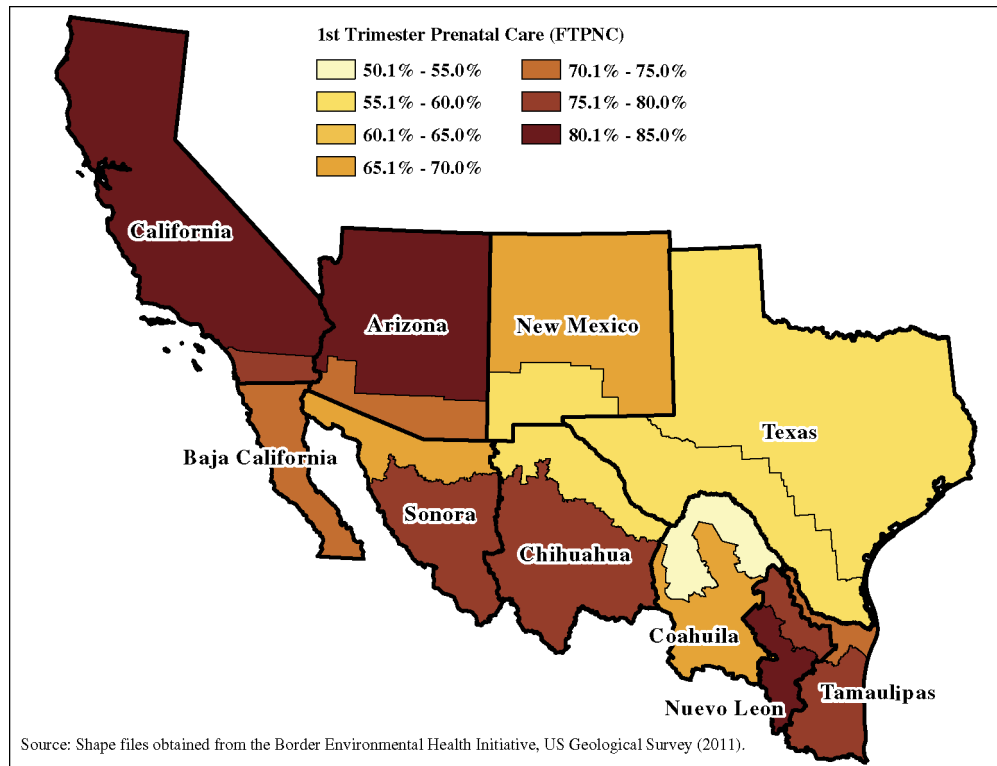 1st Trimester Prenatal Care (FTPNC)
50.1% - 55.0%
55.1% - 60.0%
60.1% - 65.0%
65.1% - 70.0%
70.1% - 75.0%
75.1% - 80.0%
80.1% - 85.0%
California
Arizona
New Mexico
Texas
Baja California
Sonora
Chihuahua
Coahuila
Nuevo Leon
Tamaulipas
Source: Shape files obtained from the Border Environmental Health Initiative, US Geological Survey (2011).